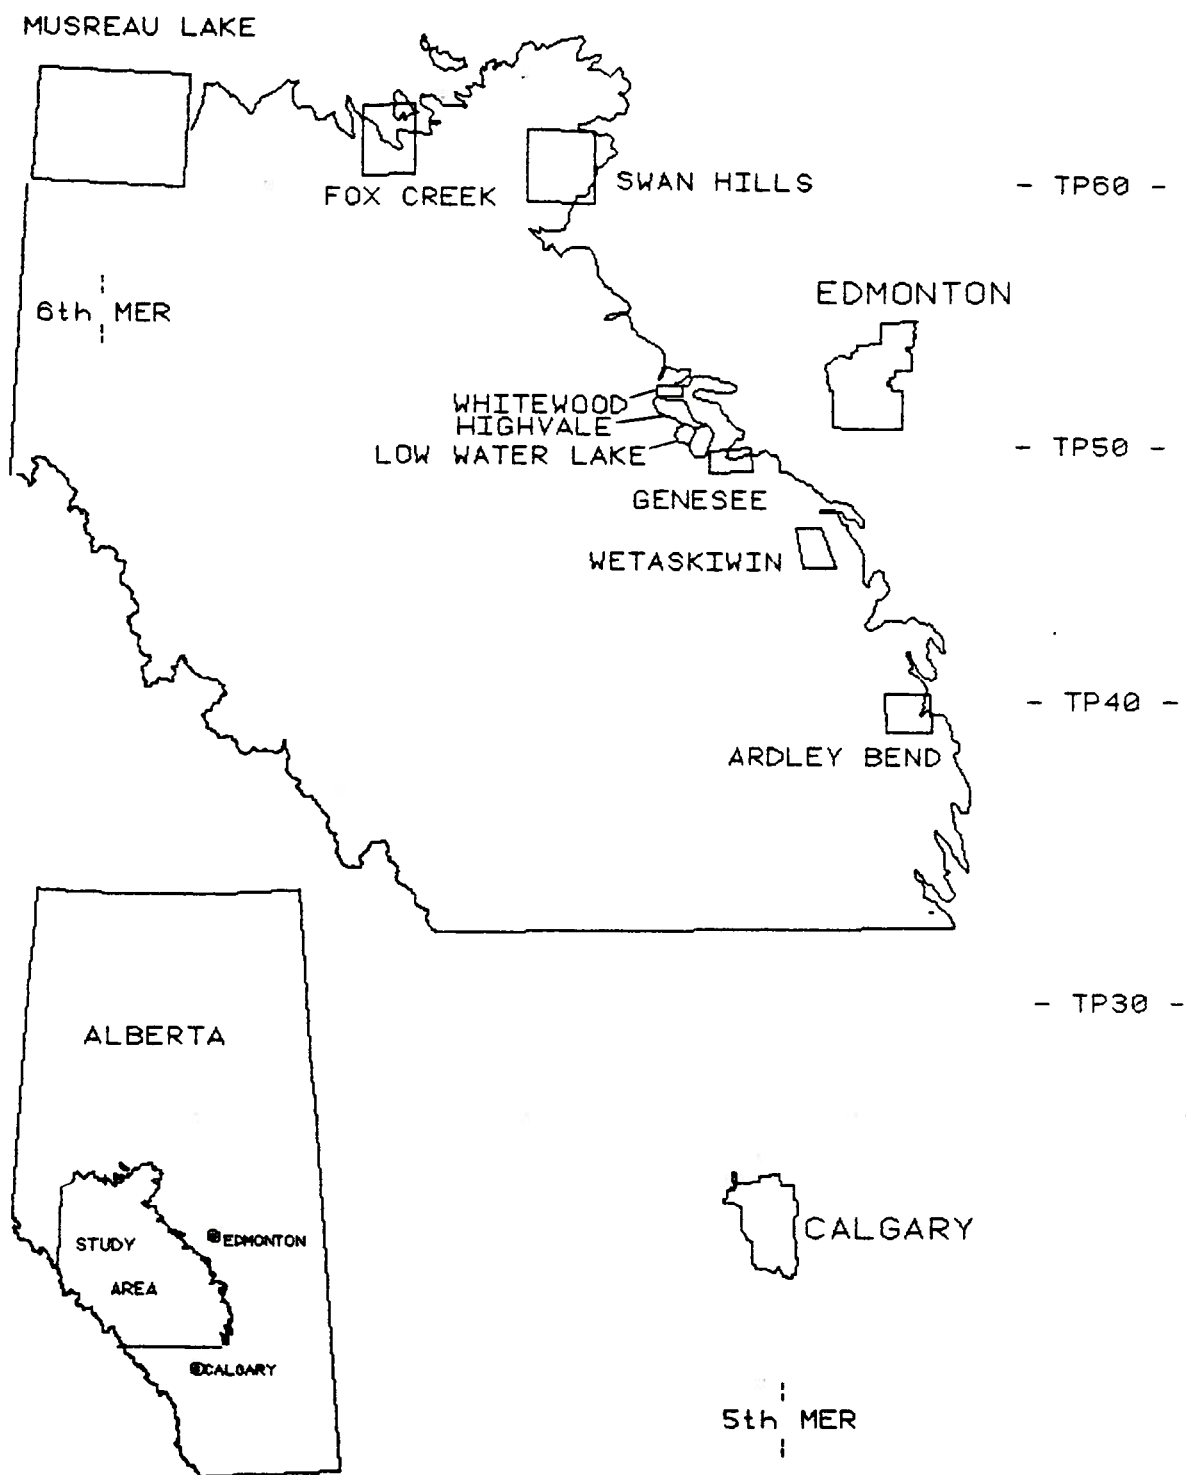 MUSREAU LAKE
FOX CREEK
SWAN HILLS
- TP60 -
EDMONTON
6th MER
WHITEWOOD
HIGHVALE
LOW WATER LAKE
- TP50 -
GENESEE
WETASKIWIN
- TP40 -
ARDLEY BEND
- TP30 -
ALBERTA
STUDY
AREA
EDMONTON
CALGARY
CALGARY
5th MER